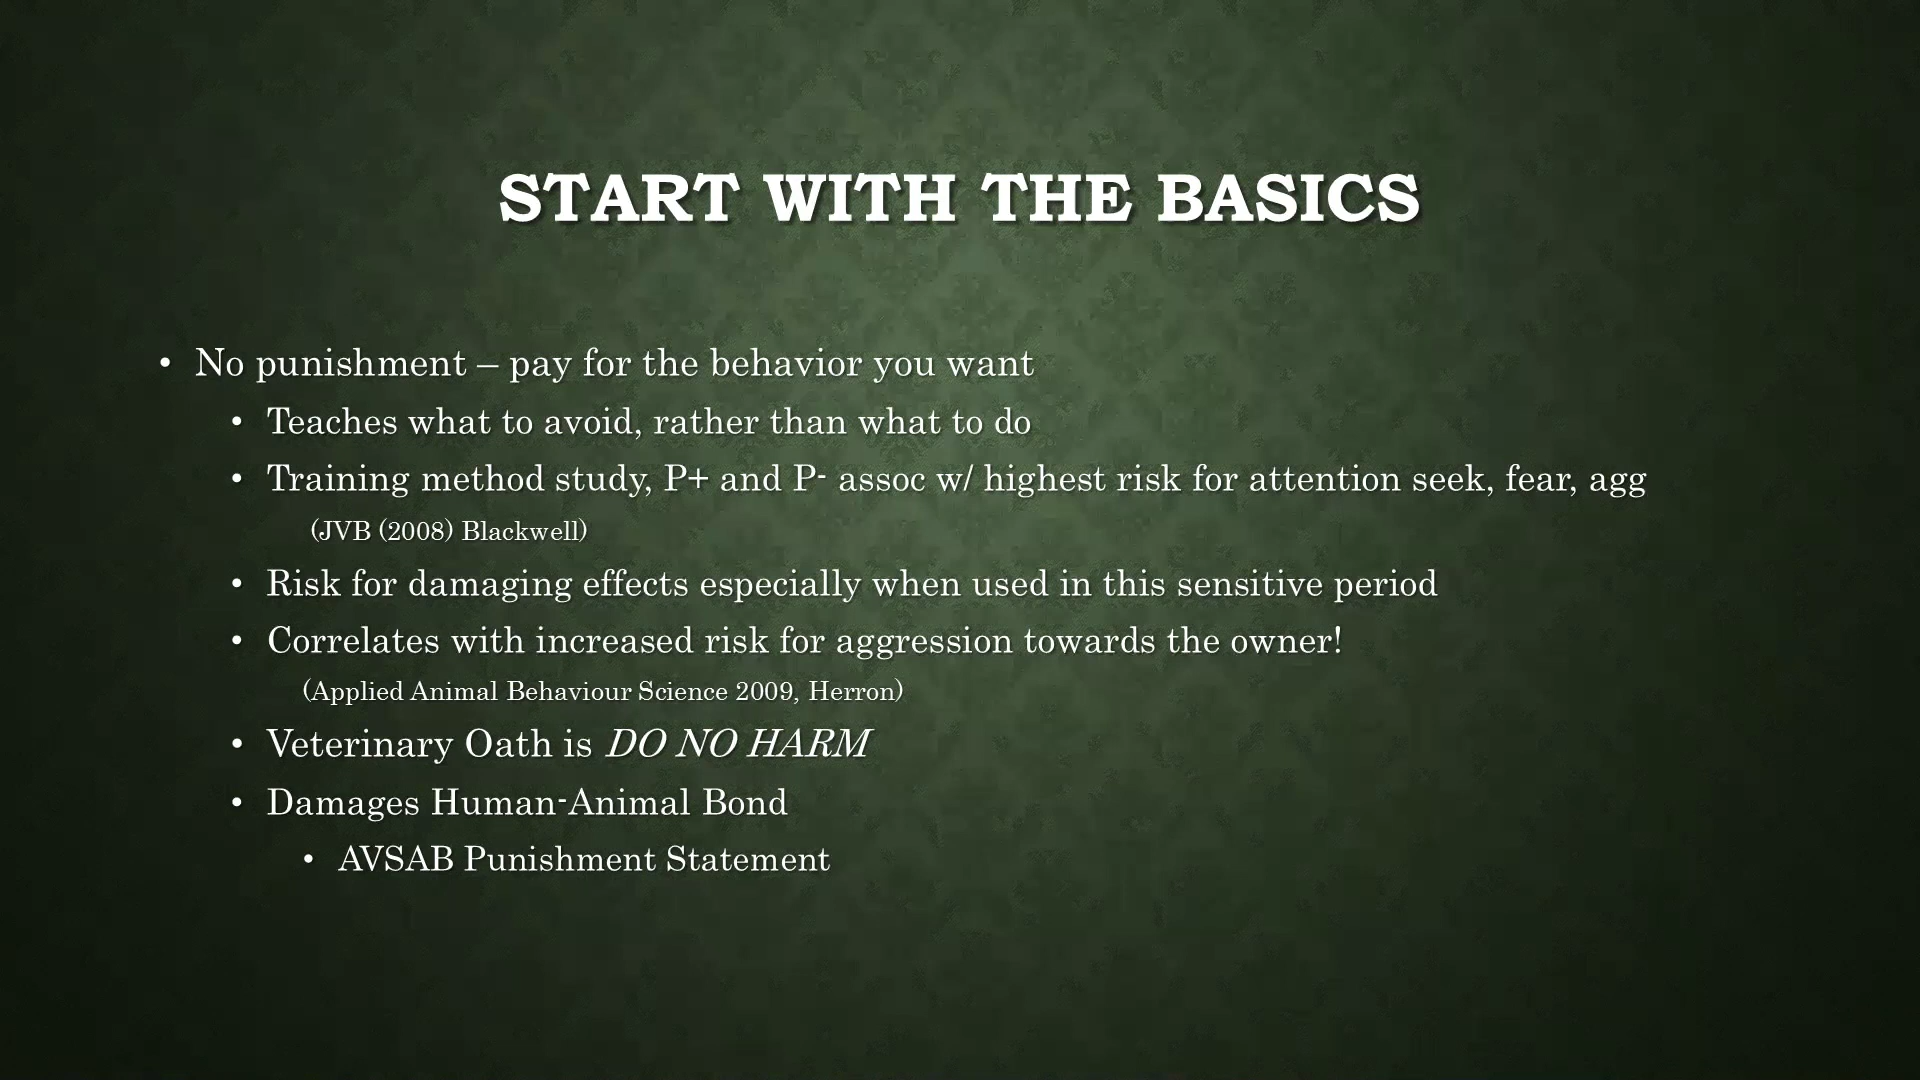 START WITH THE BASICS
• No punishment – pay for the behavior you want
• Teaches what to avoid, rather than what to do
• Training method study, P+ and P- assoc w/ highest risk for attention seek, fear, agg
(JVB (2008) Blackwell)
• Risk for damaging effects especially when used in this sensitive period
• Correlates with increased risk for aggression towards the owner!
(Applied Animal Behaviour Science 2009, Herron)
• Veterinary Oath is DO NO HARM
• Damages Human-Animal Bond
• AVSAB Punishment Statement